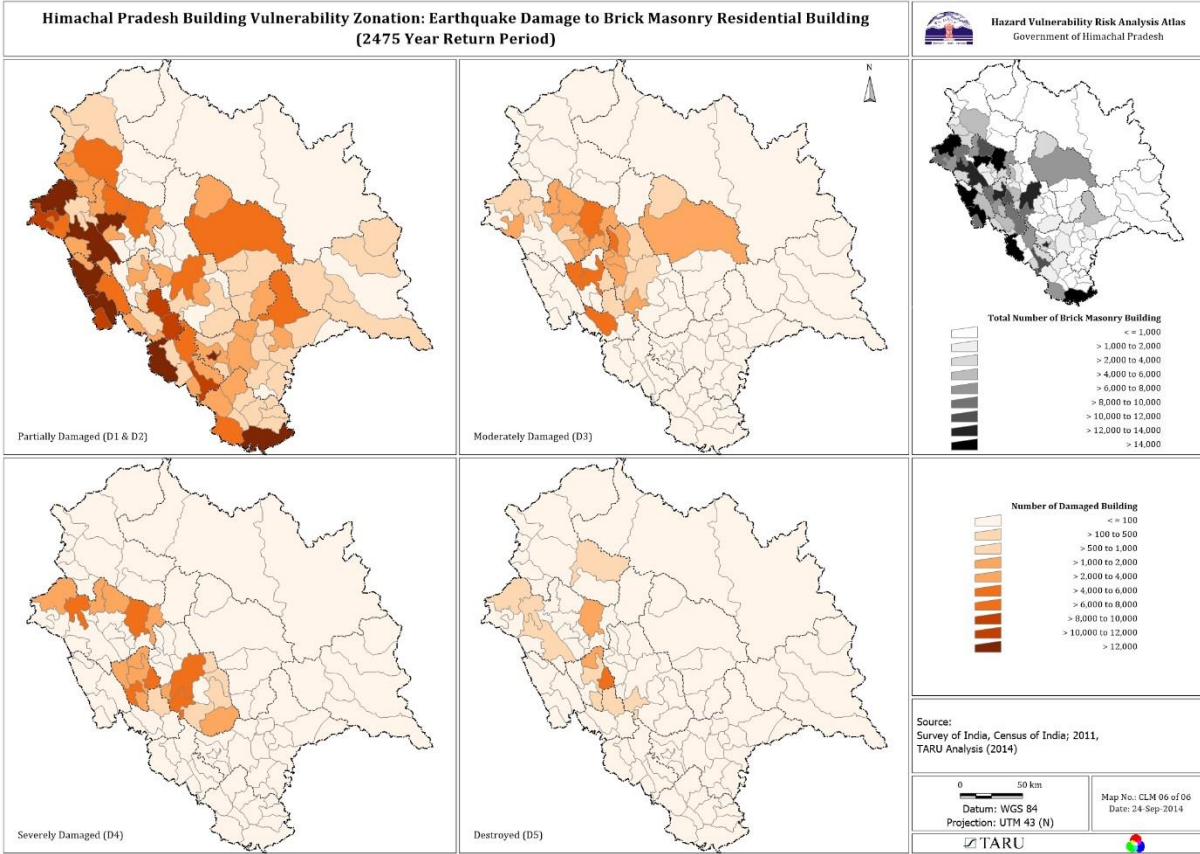 Himachal Pradesh Building Vulnerability Zonation: Earthquake Damage to Brick Masonry Residential Building
(2475 Year Return Period)
Hazard Vulnerability Risk Analysis Atlas
Government of Himachal Pradesh
N
Partially Damaged (D1 & D2)
Moderately Damaged (D3)
Total Number of Brick Masonry Building
< = 1,000
> 1,000 to 2,000
> 2,000 to 4,000
> 4,000 to 6,000
> 6,000 to 8,000
> 8,000 to 10,000
> 10,000 to 12,000
> 12,000 to 14,000
> 14,000
Severely Damaged (D4)
Destroyed (D5)
Number of Damaged Building
< = 100
> 100 to 500
> 500 to 1,000
> 1,000 to 2,000
> 2,000 to 4,000
> 4,000 to 6,000
> 6,000 to 8,000
> 8,000 to 10,000
> 10,000 to 12,000
> 12,000
Source:
Survey of India, Census of India; 2011,
TARU Analysis (2014)
0 50 km
Datum: WGS 84
Projection: UTM 43 (N)
Map No.: CLM 06 of 06
Date: 24-Sep-2014
TARU